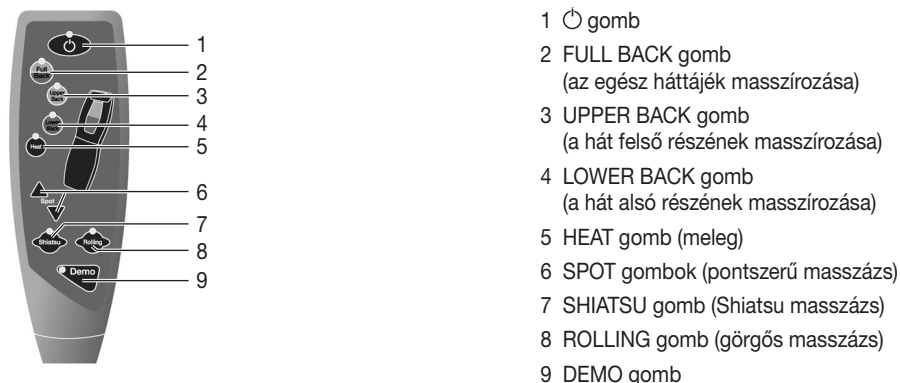 Full
Back
Upper
Back
Lower
Back
Heat
Spot
Shiatsu
Rolling
Demo
1
2
3
4
5
6
7
8
9
1 ⏻ gomb
2 FULL BACK gomb
(az egész háttájék masszírozása)
3 UPPER BACK gomb
(a hát felső részének masszírozása)
4 LOWER BACK gomb
(a hát alsó részének masszírozása)
5 HEAT gomb (meleg)
6 SPOT gombok (pontszerű masszázs)
7 SHIATSU gomb (Shiatsu masszázs)
8 ROLLING gomb (görgős masszázs)
9 DEMO gomb